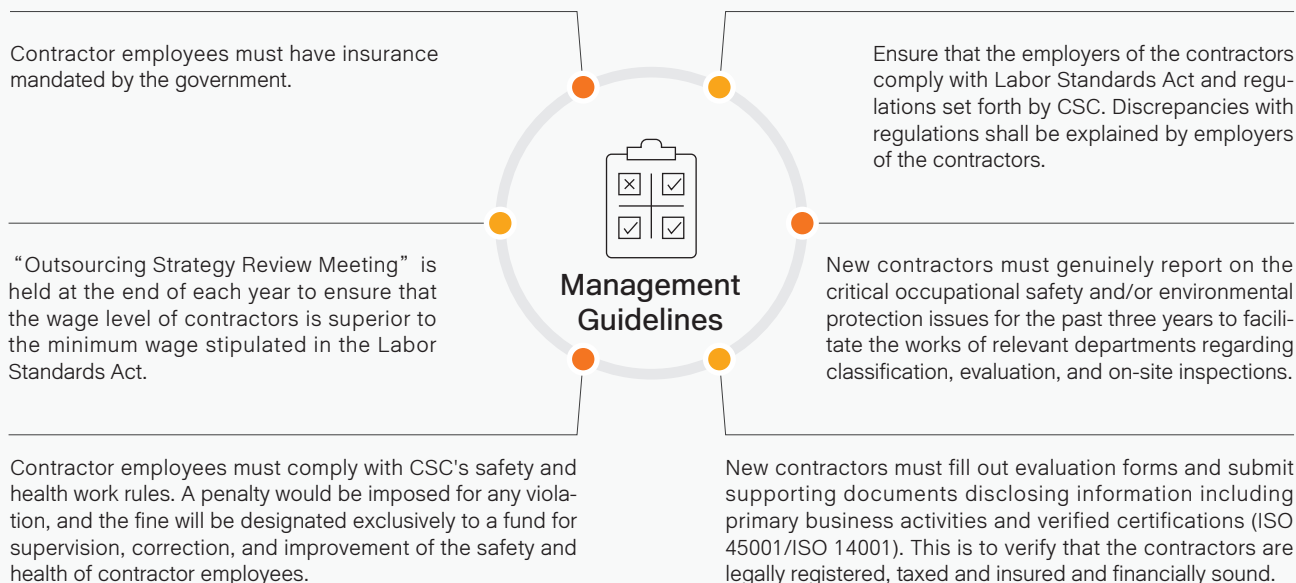 Contractor employees must have insurance
mandated by the government.
Ensure that the employers of the contractors
comply with Labor Standards Act and regu-
lations set forth by CSC. Discrepancies with
regulations shall be explained by employers
of the contractors.
Management
Guidelines
“Outsourcing Strategy Review Meeting” is
held at the end of each year to ensure that
the wage level of contractors is superior to
the minimum wage stipulated in the Labor
Standards Act.
New contractors must genuinely report on the
critical occupational safety and/or environmental
protection issues for the past three years to facili-
tate the works of relevant departments regarding
classification, evaluation, and on-site inspections.
Contractor employees must comply with CSC's safety and
health work rules. A penalty would be imposed for any viola-
tion, and the fine will be designated exclusively to a fund for
supervision, correction, and improvement of the safety and
health of contractor employees.
New contractors must fill out evaluation forms and submit
supporting documents disclosing information including
primary business activities and verified certifications (ISO
45001/ISO 14001). This is to verify that the contractors are
legally registered, taxed and insured and financially sound.